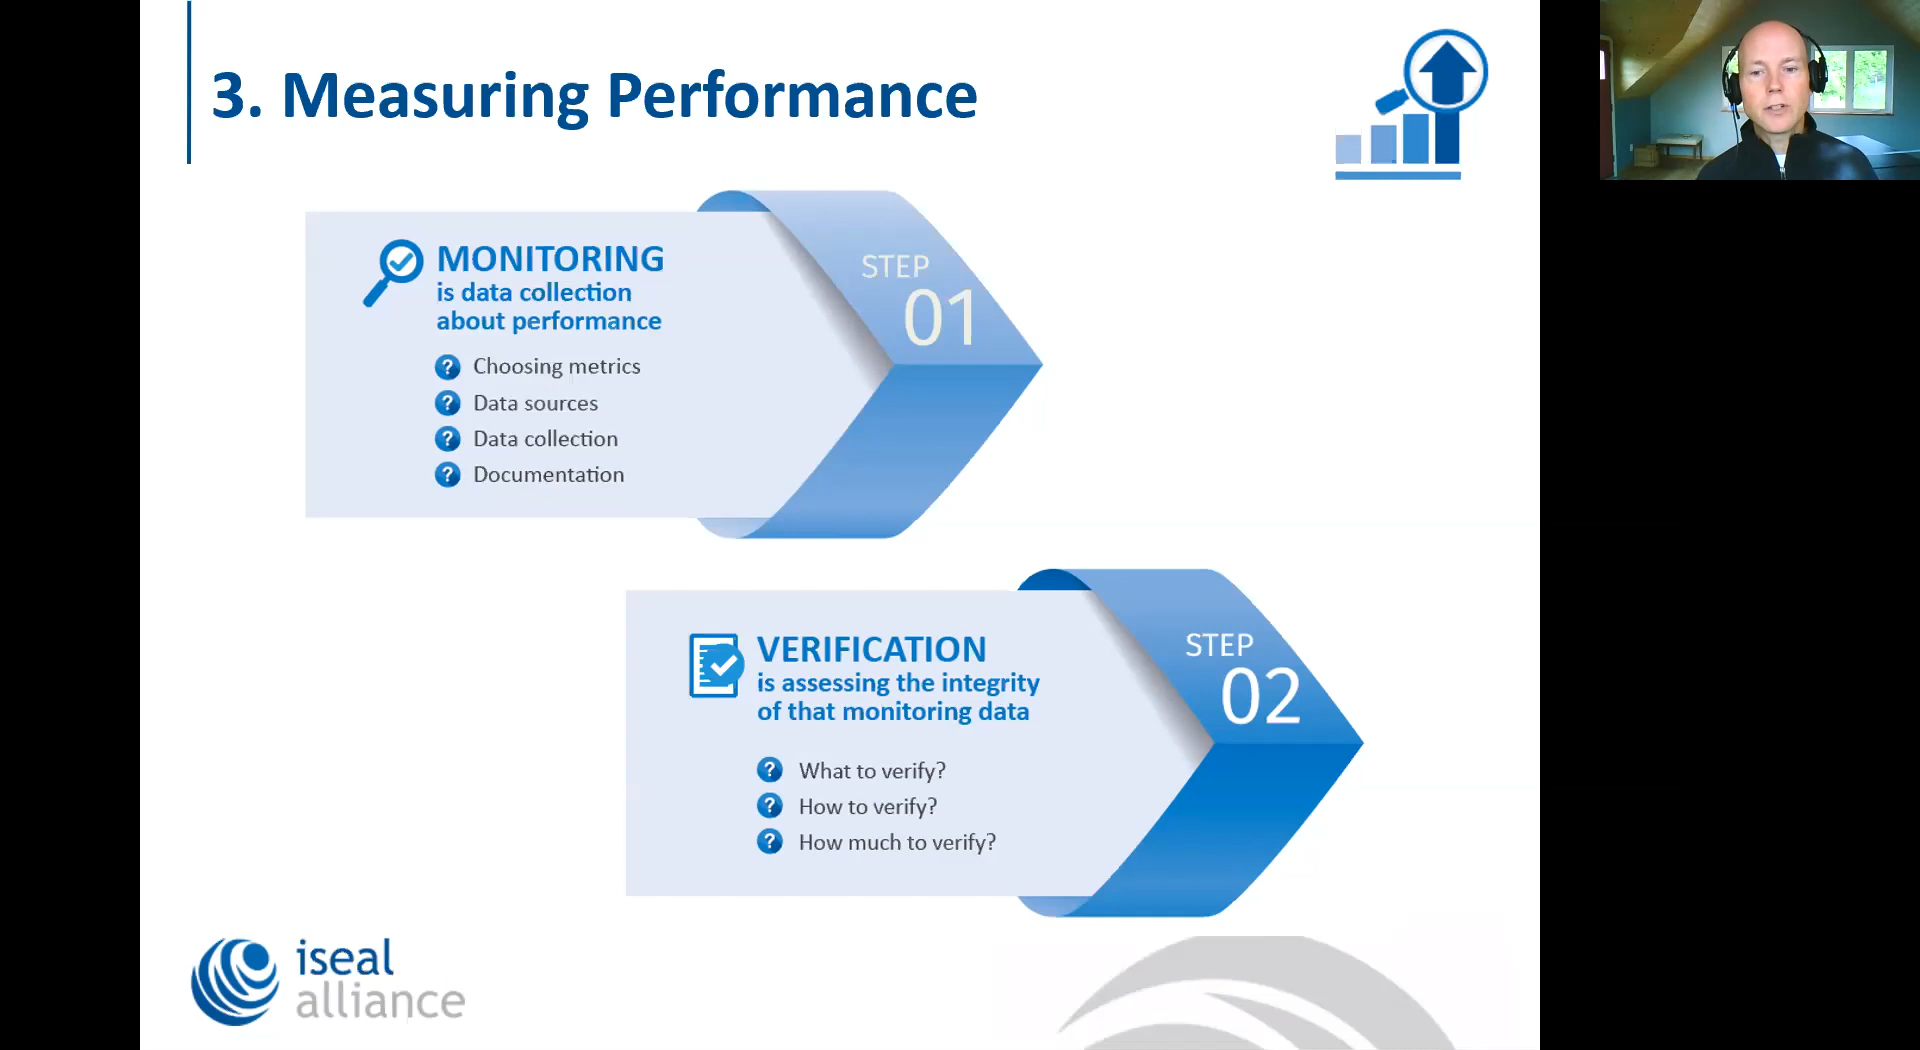 3. Measuring Performance
MONITORING
is data collection
about performance
? Choosing metrics
? Data sources
? Data collection
? Documentation
STEP
01
VERIFICATION
is assessing the integrity
of that monitoring data
? What to verify?
? How to verify?
? How much to verify?
STEP
02
iseal
alliance